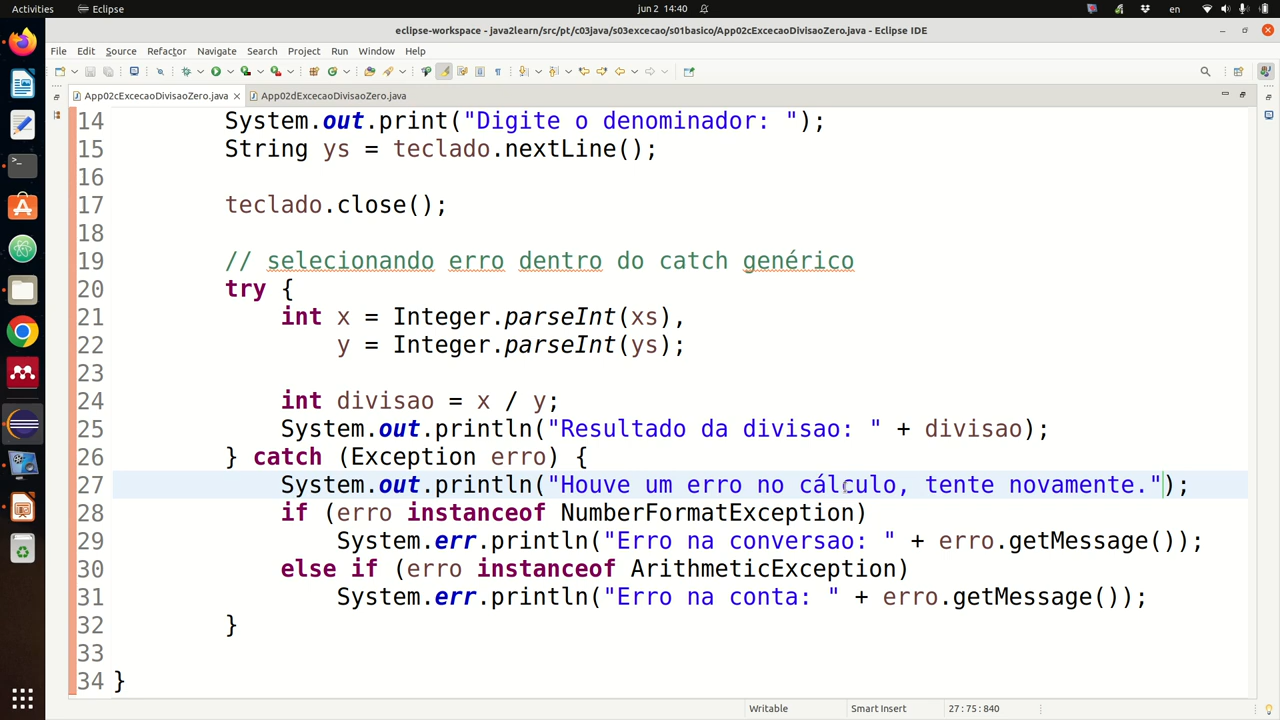 Activities
Eclipse
jun 2 14:40
en
eclipse-workspace - java2learn/src/pt/c03java/s03excecao/s01basico/App02cExcecaoDivisaoZero.java - Eclipse IDE
File Edit Source Refactor Navigate Search Project Run Window Help
App02cExcecaoDivisaoZero.java
App02dExcecaoDivisaoZero.java
14 System.out.print("Digite o denominador: ");
15 String ys = teclado.nextLine();
16
17 teclado.close();
18
19 // selecionando erro dentro do catch genérico
20 try {
21 int x = Integer.parseInt(xs),
22 y = Integer.parseInt(ys);
23
24 int divisao = x / y;
25 System.out.println("Resultado da divisao: " + divisao);
26 } catch (Exception erro) {
27 System.out.println("Houve um erro no cálculo, tente novamente.");
28 if (erro instanceof NumberFormatException)
29 System.err.println("Erro na conversao: " + erro.getMessage());
30 else if (erro instanceof ArithmeticException)
31 System.err.println("Erro na conta: " + erro.getMessage());
32 }
33
34 }
Writable
Smart Insert
27 : 75 : 840